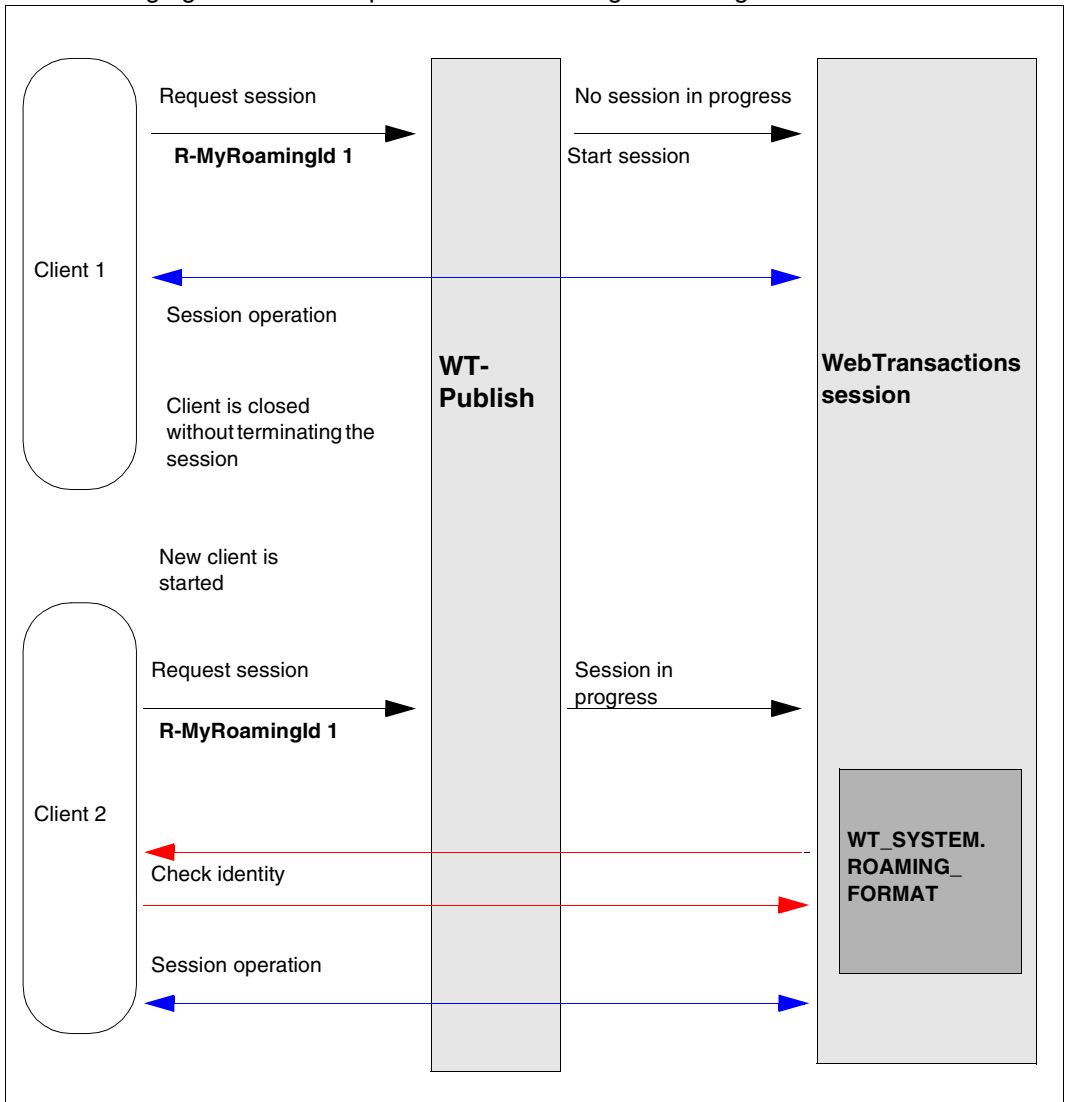 Request session
No session in progress
R-MyRoamingId 1
Start session
Client 1
Session operation
WT-
Publish
WebTransactions
session
Client is closed
without terminating the
session
New client is
started
Request session
Session in
progress
R-MyRoamingId 1
Client 2
WT_SYSTEM.
ROAMING_
FORMAT
Check identity
Session operation